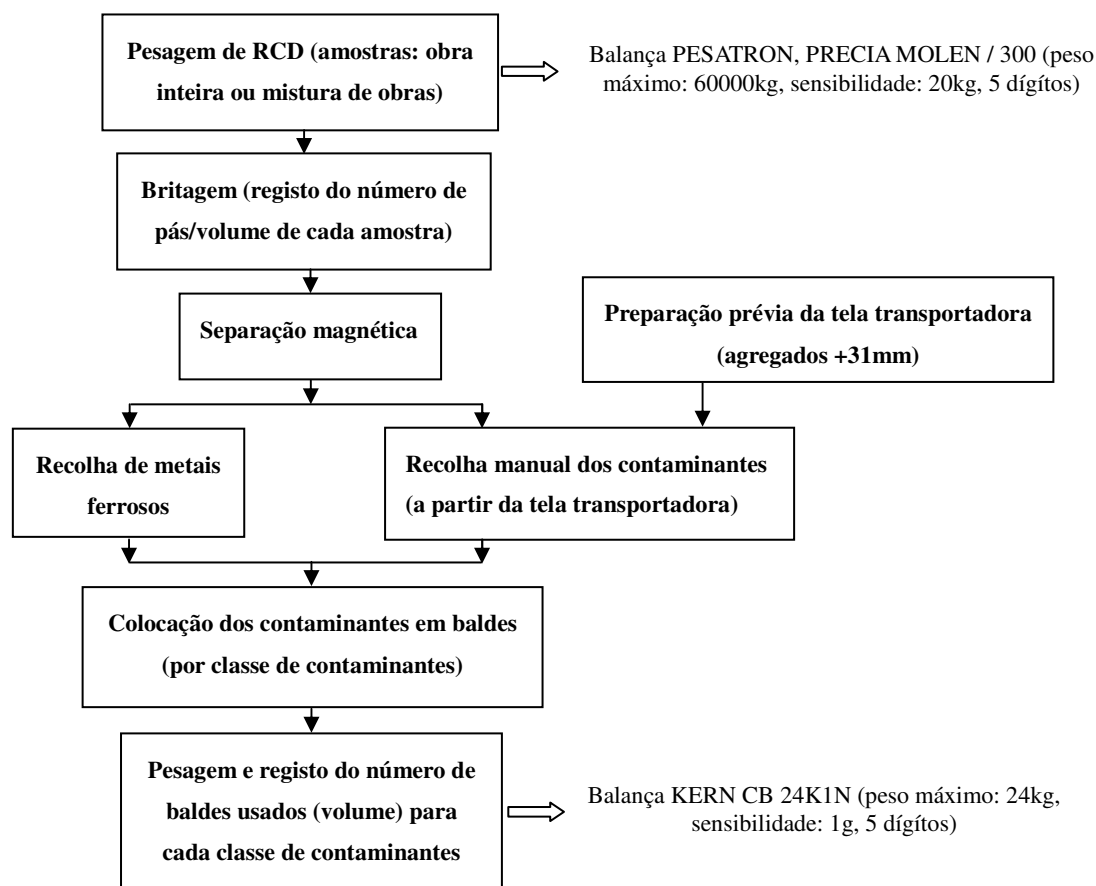 Pesagem de RCD (amostras: obra
inteira ou mistura de obras)
Balança PESATRON, PRECIA MOLEN / 300 (peso
máximo: 60000kg, sensibilidade: 20kg, 5 dígítos)
Britagem (registo do número de
pás/volume de cada amostra)
Separação magnética
Preparação prévia da tela transportadora
(agregados +31mm)
Recolha de metais
ferrosos
Recolha manual dos contaminantes
(a partir da tela transportadora)
Colocação dos contaminantes em baldes
(por classe de contaminantes)
Pesagem e registo do número de
baldes usados (volume) para
cada classe de contaminantes
Balança KERN CB 24K1N (peso máximo: 24kg,
sensibilidade: 1g, 5 dígítos)